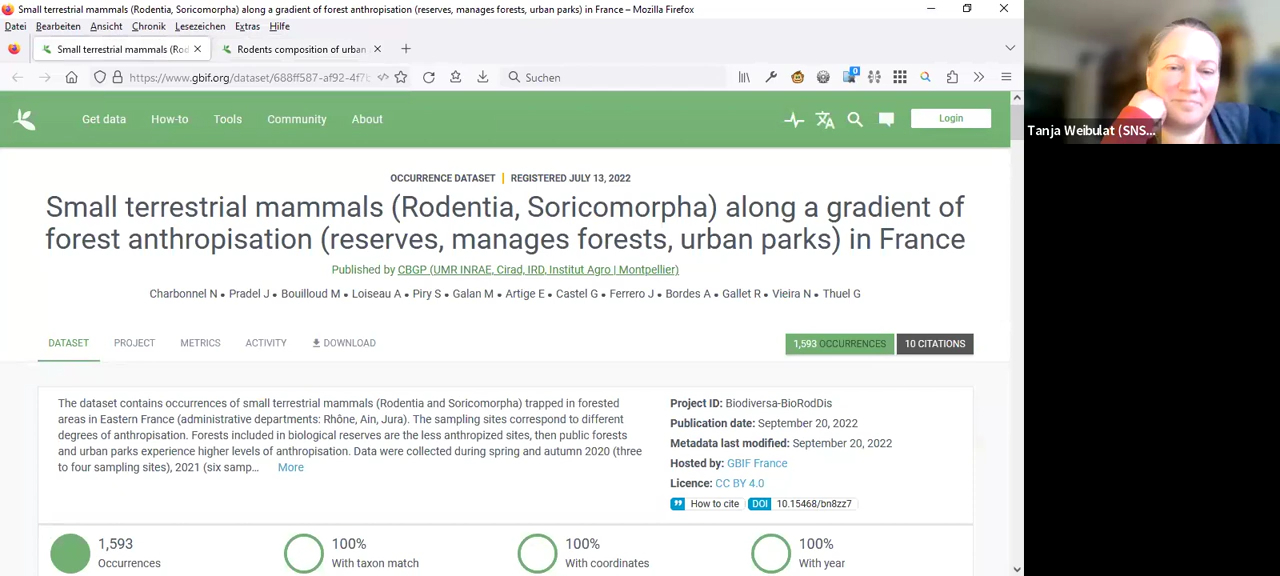 Small terrestrial mammals (Rodentia, Soricomorpha) along a gradient of forest anthropisation (reserves, manages forests, urban parks) in France – Mozilla Firefox
Datei Bearbeiten Ansicht Chronik Lesezeichen Extras Hilfe
Small terrestrial mammals (Rod Rodents composition of urban
https://www.gbif.org/dataset/688ff587-af92-4f7b Suchen 0
Get data How-to Tools Community About Login
OCCURRENCE DATASET REGISTERED JULY 13, 2022
Small terrestrial mammals (Rodentia, Soricomorpha) along a gradient of
forest anthropisation (reserves, manages forests, urban parks) in France
Published by CBGP (UMR INRAE, Cirad, IRD, Institut Agro | Montpellier)
Charbonnel N • Pradel J • Bouilloud M • Loiseau A • Piry S • Galan M • Artige E • Castel G • Ferrero J • Bordes A • Gallet R • Vieira N • Thuel G
DATASET PROJECT METRICS ACTIVITY DOWNLOAD 1,593 OCCURRENCES 10 CITATIONS
The dataset contains occurrences of small terrestrial mammals (Rodentia and Soricomorpha) trapped in forested
areas in Eastern France (administrative departments: Rhône, Ain, Jura). The sampling sites correspond to different
degrees of anthropisation. Forests included in biological reserves are the less anthropized sites, then public forests
and urban parks experience higher levels of anthropisation. Data were collected during spring and autumn 2020 (three
to four sampling sites), 2021 (six samp... More
Project ID: Biodiversa-BioRodDis
Publication date: September 20, 2022
Metadata last modified: September 20, 2022
Hosted by: GBIF France
Licence: CC BY 4.0
How to cite DOI 10.15468/bn8zz7
1,593
Occurrences
100%
With taxon match
100%
With coordinates
100%
With year
Tanja Weibulat (SNS...